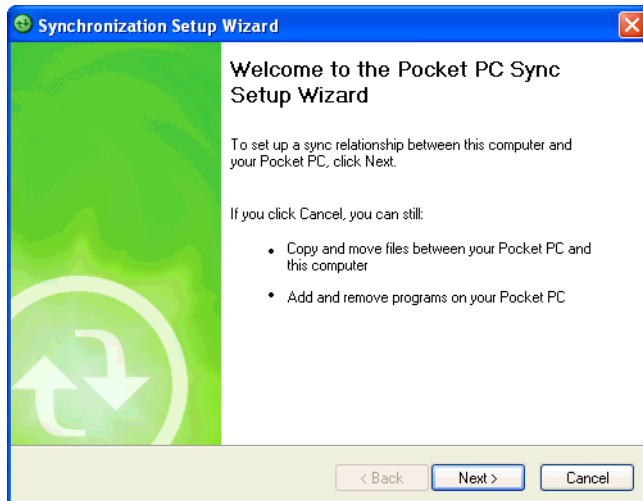 Synchronization Setup Wizard
Welcome to the Pocket PC Sync
Setup Wizard
To set up a sync relationship between this computer and
your Pocket PC, click Next.
If you click Cancel, you can still:
• Copy and move files between your Pocket PC and
this computer
• Add and remove programs on your Pocket PC
< Back
Next >
Cancel